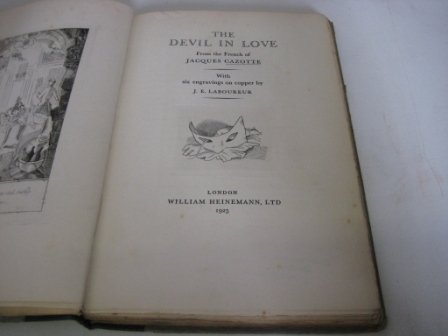 THE
DEVIL IN LOVE
From the French of
JACQUES CAZOTTE
With
six engravings on copper by
J. E. LABOUREUR
LONDON
WILLIAM HEINEMANN, LTD
1925